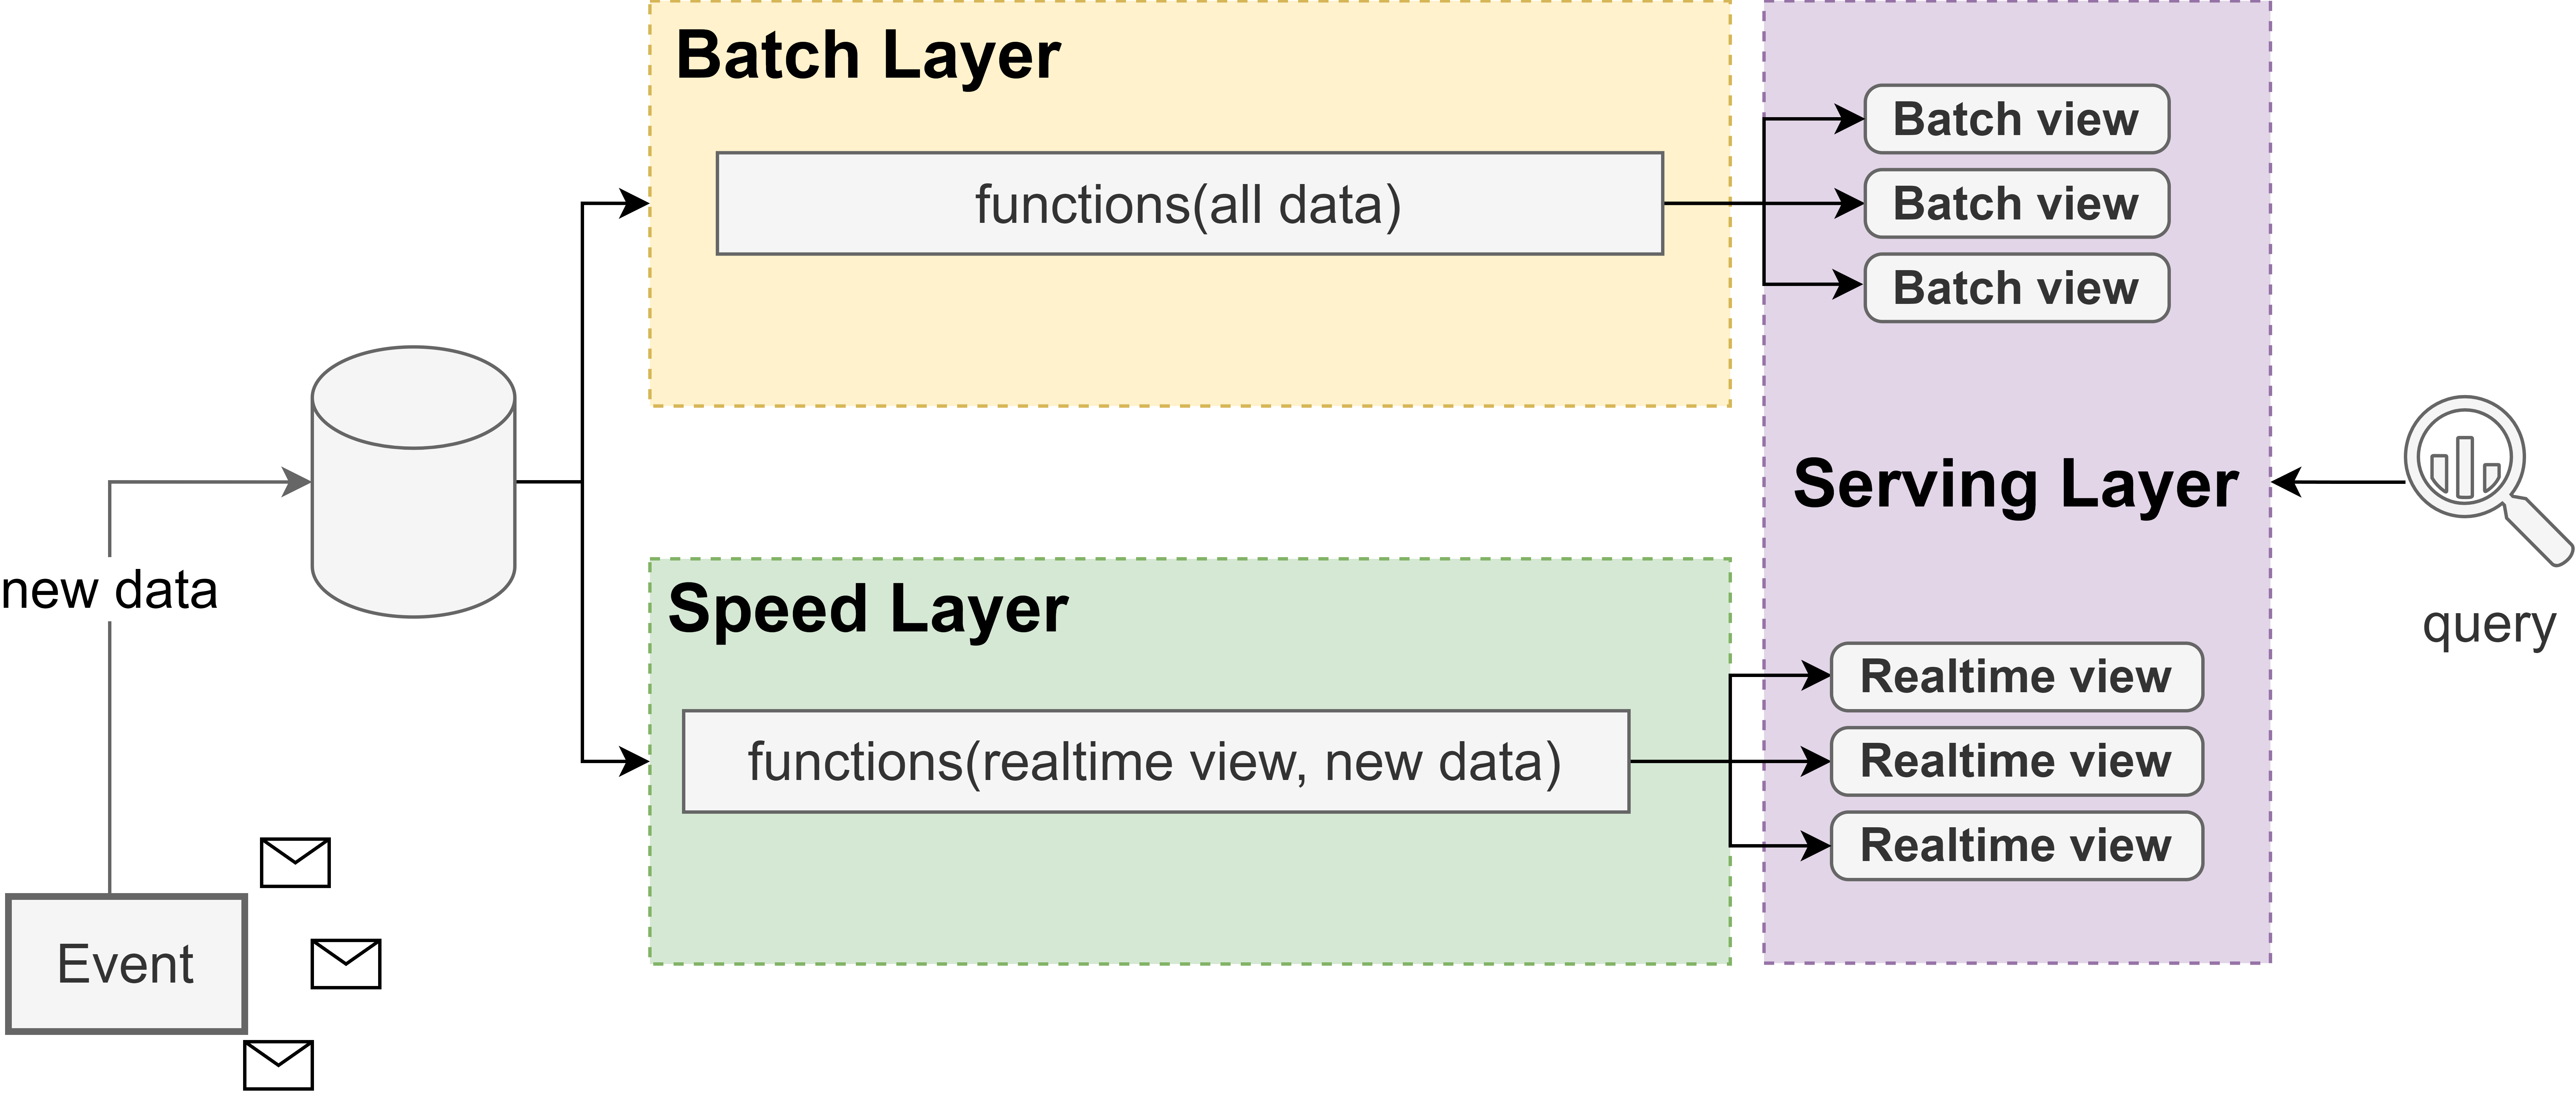 Batch Layer
functions(all data)
Batch view
Batch view
Batch view
Serving Layer
new data
Speed Layer
functions(realtime view, new data)
Realtime view
Realtime view
Realtime view
query
Event